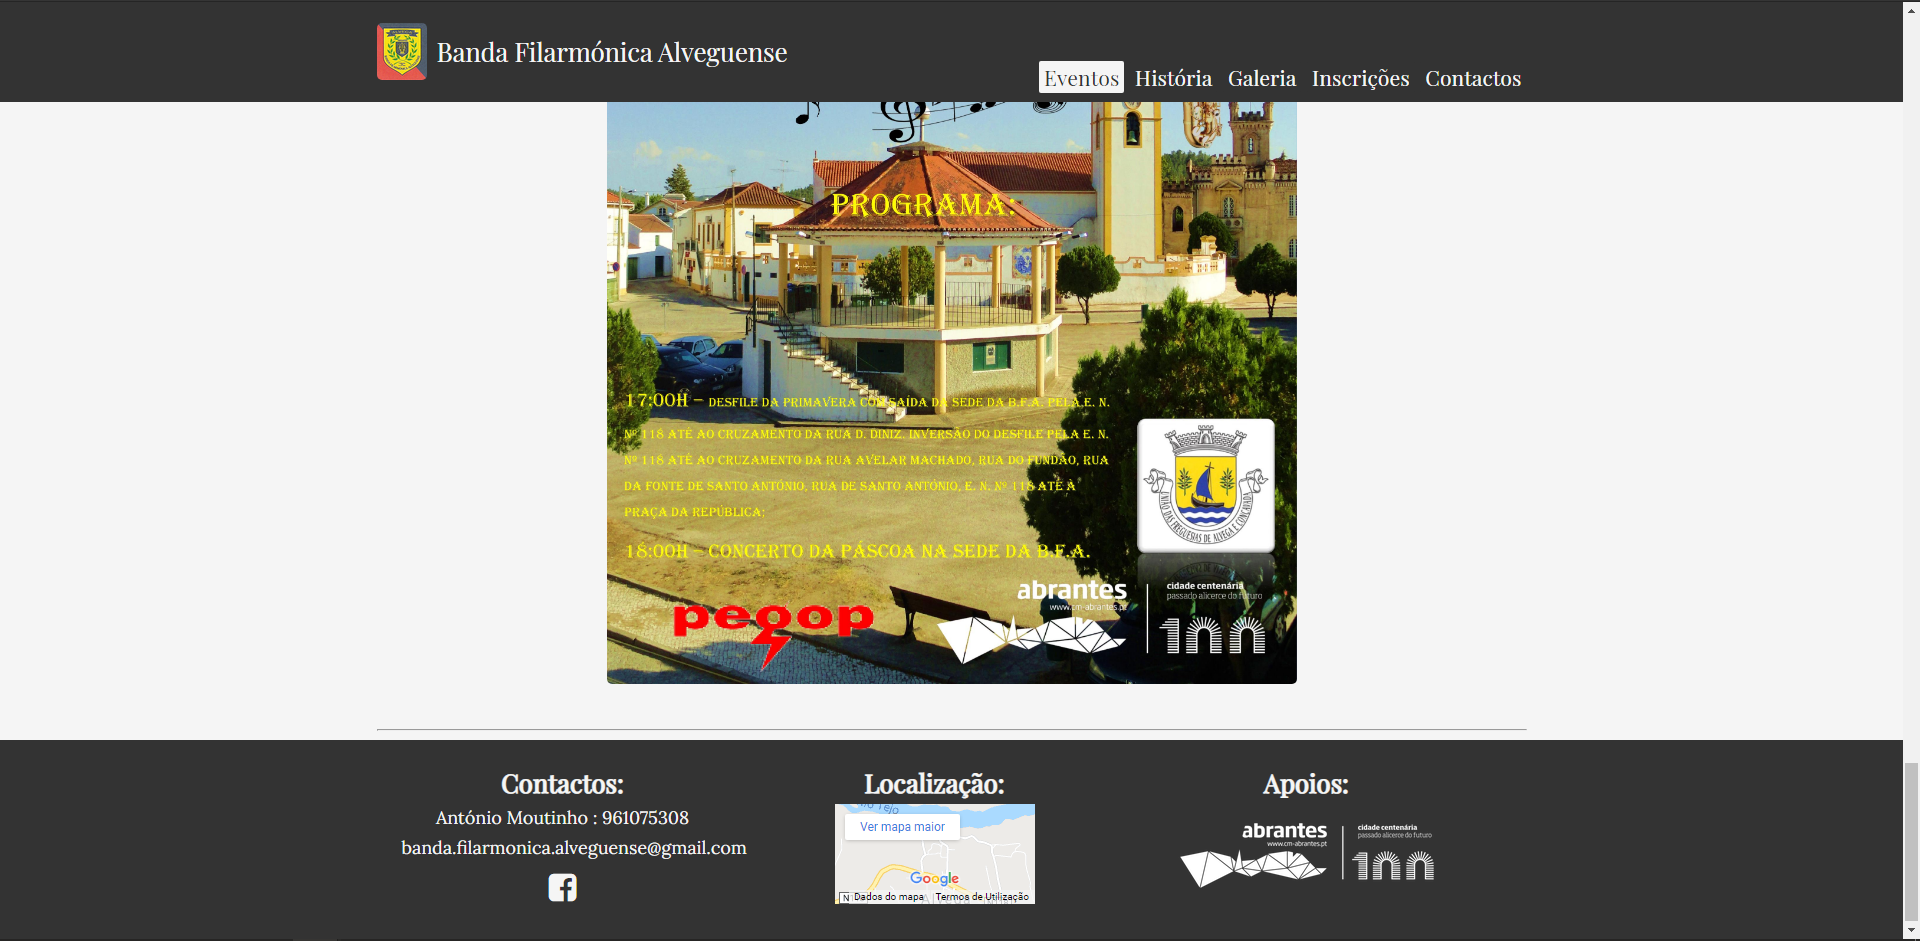 Banda Filarmónica Alveguense
Eventos História Galeria Inscrições Contactos
PROGRAMA:
17:00H – DESFILE DA PRIMAVERA COM SAÍDA DA SEDE DA B.F.A. PELA E. N.
Nº 118 ATÉ AO CRUZAMENTO DA RUA D. DINIZ. INVERSÃO DO DESFILE PELA E. N.
Nº 118 ATÉ AO CRUZAMENTO DA RUA AVELAR MACHADO, RUA DO FUNDÃO, RUA
DA FONTE DE SANTO ANTÓNIO, RUA DE SANTO ANTÓNIO, E. N. Nº 118 ATÉ À
PRAÇA DA REPÚBLICA;
18:00H – CONCERTO DA PÁSCOA NA SEDE DA B.F.A.
UNIÃO DAS FREGUESIAS DE ALVEGA E CONCAVADA
pegop
abrantes
www.cm-abrantes.pt
cidade centenária
passado alicerce do futuro
100
Contactos:
António Moutinho : 961075308
banda.filarmonica.alveguense@gmail.com
Localização:
Tejo
Ver mapa maior
Google
Dados do mapa Termos de Utilização
Apoios:
abrantes
www.cm-abrantes.pt
cidade centenária
passado alicerce do futuro
100